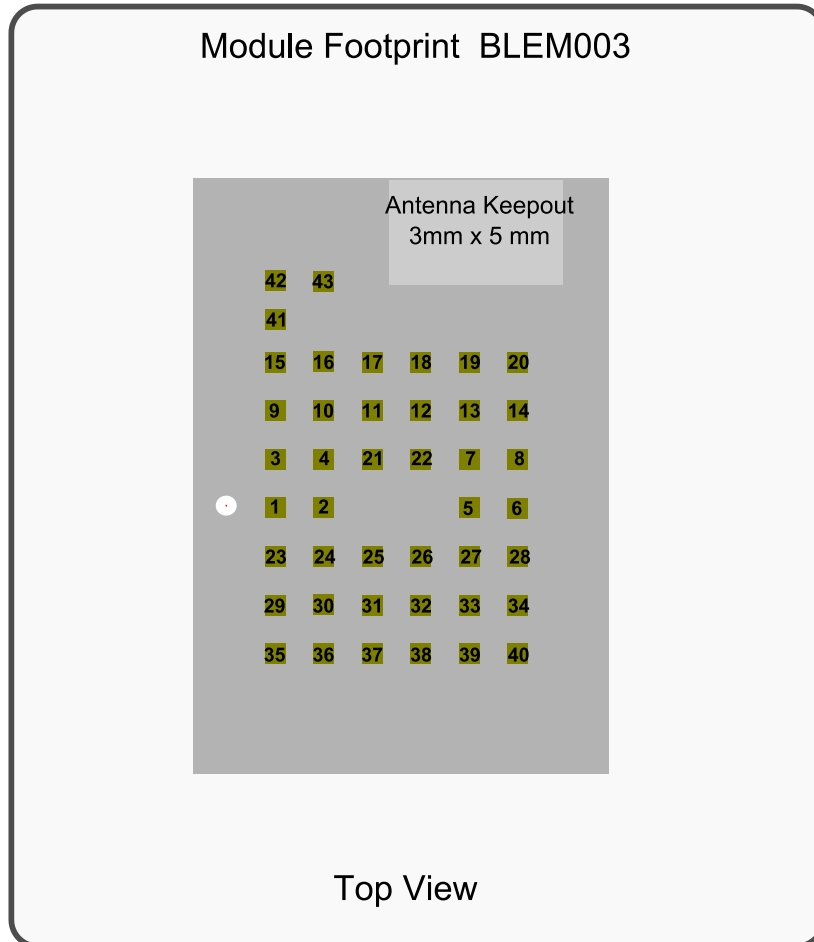 Module Footprint BLEM003
Antenna Keepout
3mm x 5 mm
42 43
41
15 16 17 18 19 20
9 10 11 12 13 14
3 4 21 22 7 8
1 2 5 6
23 24 25 26 27 28
29 30 31 32 33 34
35 36 37 38 39 40
Top View